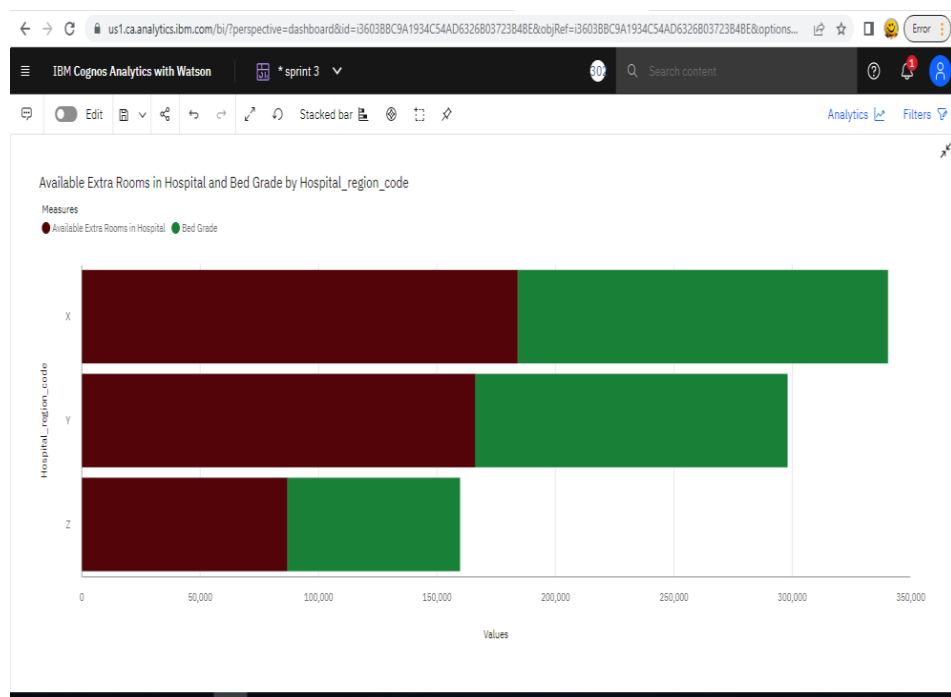 us1.ca.analytics.ibm.com/bi/?perspective=dashboard&id=i3603BBC9A1934C54AD6326B03723B4BE&objRef=i3603BBC9A1934C54AD6326B03723B4BE&options... Error
IBM Cognos Analytics with Watson * sprint 3 302 Search content 1
Edit Stacked bar Analytics Filters
Available Extra Rooms in Hospital and Bed Grade by Hospital_region_code
Measures
Available Extra Rooms in Hospital Bed Grade
Hospital_region_code
X
Y
Z
0 50,000 100,000 150,000 200,000 250,000 300,000 350,000
Values